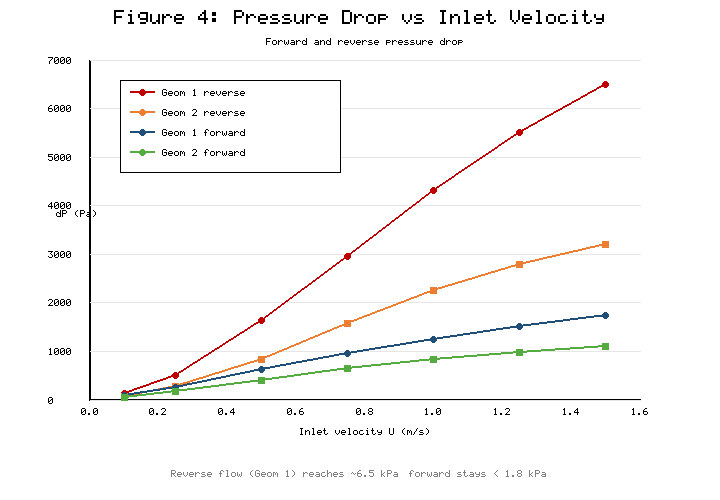 Figure 4: Pressure Drop vs Inlet Velocity
Forward and reverse pressure drop
7000
6000
5000
4000
3000
2000
1000
0
dP (Pa)
Geom 1 reverse
Geom 2 reverse
Geom 1 forward
Geom 2 forward
0.0 0.2 0.4 0.6 0.8 1.0 1.2 1.4 1.6
Inlet velocity U (m/s)
Reverse flow (Geom 1) reaches ~6.5 kPa forward stays < 1.8 kPa